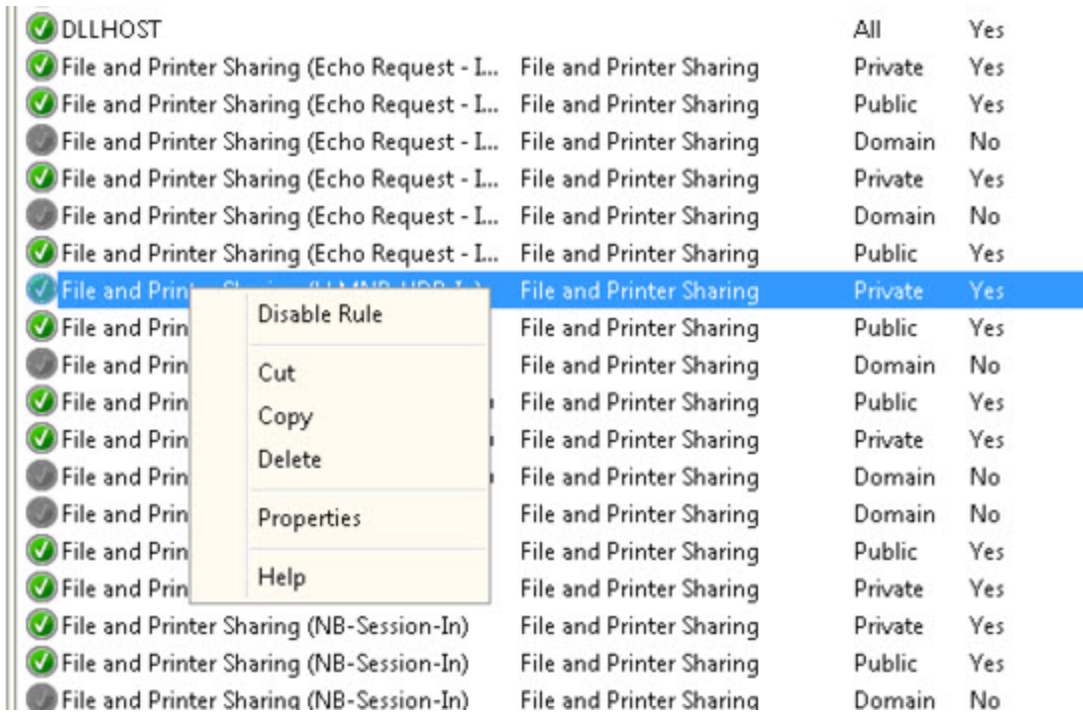 DLLHOST All Yes
File and Printer Sharing (Echo Request - I... File and Printer Sharing Private Yes
File and Printer Sharing (Echo Request - I... File and Printer Sharing Public Yes
File and Printer Sharing (Echo Request - I... File and Printer Sharing Domain No
File and Printer Sharing (Echo Request - I... File and Printer Sharing Private Yes
File and Printer Sharing (Echo Request - I... File and Printer Sharing Domain No
File and Printer Sharing (Echo Request - I... File and Printer Sharing Public Yes
File and Print File and Printer Sharing Private Yes
Disable Rule
File and Prin File and Printer Sharing Public Yes
File and Prin File and Printer Sharing Domain No
Cut
File and Prin File and Printer Sharing Public Yes
Copy
File and Prin File and Printer Sharing Private Yes
Delete
File and Prin File and Printer Sharing Domain No
File and Prin File and Printer Sharing Domain No
Properties
File and Prin File and Printer Sharing Public Yes
Help
File and Prin File and Printer Sharing Private Yes
File and Printer Sharing (NB-Session-In) File and Printer Sharing Private Yes
File and Printer Sharing (NB-Session-In) File and Printer Sharing Public Yes
File and Printer Sharing (NB-Session-In) File and Printer Sharing Domain No